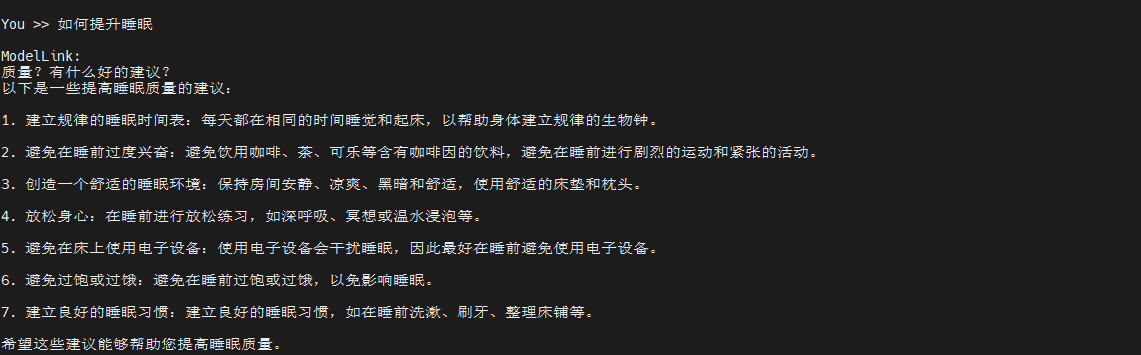 You >> 如何提升睡眠
ModelLink:
质量？有什么好的建议？
以下是一些提高睡眠质量的建议：
1. 建立规律的睡眠时间表：每天都在相同的时间睡觉和起床，以帮助身体建立规律的生物钟。
2. 避免在睡前过度兴奋：避免饮用咖啡、茶、可乐等含有咖啡因的饮料，避免在睡前进行剧烈的运动和紧张的活动。
3. 创造一个舒适的睡眠环境：保持房间安静、凉爽、黑暗和舒适，使用舒适的床垫和枕头。
4. 放松身心：在睡前进行放松练习，如深呼吸、冥想或温水浸泡等。
5. 避免在床上使用电子设备：使用电子设备会干扰睡眠，因此最好在睡前避免使用电子设备。
6. 避免过饱或过饿：避免在睡前过饱或过饿，以免影响睡眠。
7. 建立良好的睡眠习惯：建立良好的睡眠习惯，如在睡前洗漱、刷牙、整理床铺等。
希望这些建议能够帮助您提高睡眠质量。